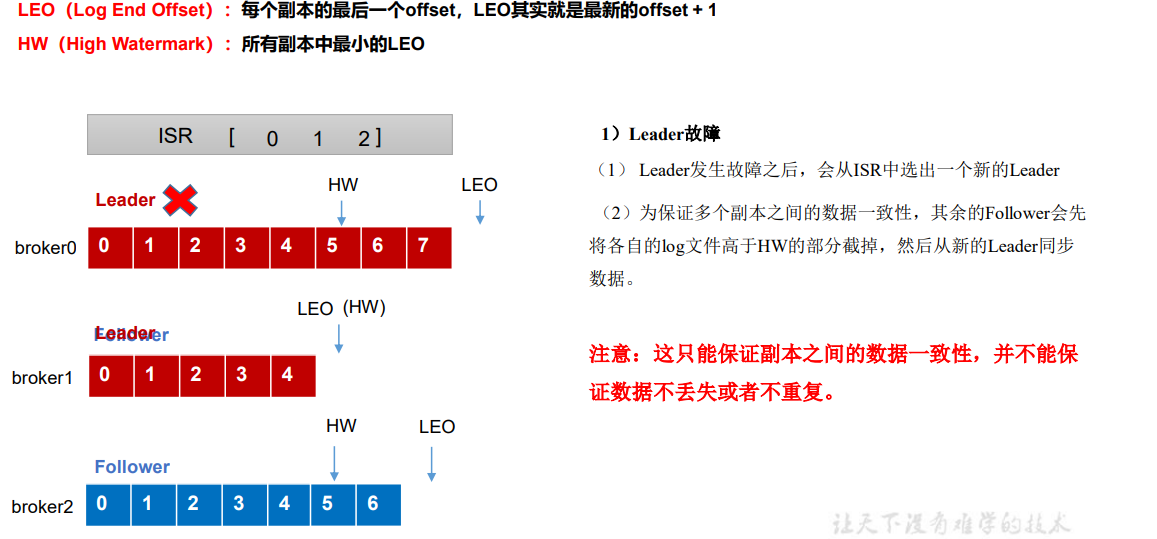 LEO（Log End Offset）：每个副本的最后一个offset，LEO其实就是最新的offset + 1
HW（High Watermark）：所有副本中最小的LEO
ISR [ 0 1 2 ]
Leader
HW
LEO
broker0
0 1 2 3 4 5 6 7
LEO（HW）
Follower
Leader
broker1
0 1 2 3 4
HW
LEO
Follower
broker2
0 1 2 3 4 5 6
1）Leader故障
（1） Leader发生故障之后，会从ISR中选出一个新的Leader
（2）为保证多个副本之间的数据一致性，其余的Follower会先
将各自的log文件高于HW的部分截掉，然后从新的Leader同步
数据。
注意：这只能保证副本之间的数据一致性，并不能保
证数据不丢失或者不重复。
让天下没有难学的技术